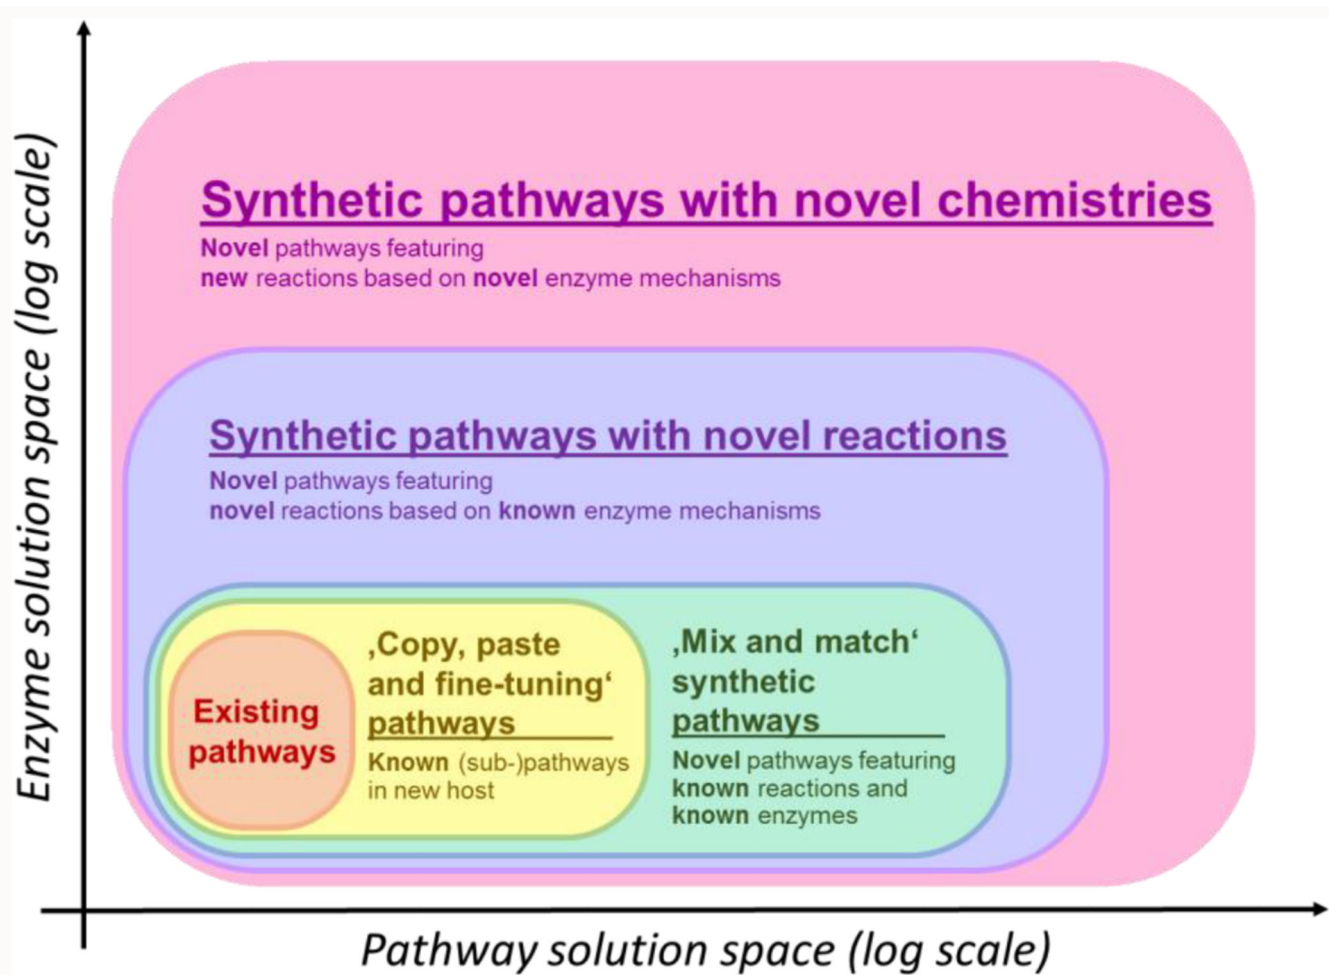 Enzyme solution space (log scale)
Synthetic pathways with novel chemistries
Novel pathways featuring
new reactions based on novel enzyme mechanisms
Synthetic pathways with novel reactions
Novel pathways featuring
novel reactions based on known enzyme mechanisms
Existing
pathways
‚Copy, paste
and fine-tuning‘
pathways
Known (sub-)pathways
in new host
‚Mix and match‘
synthetic
pathways
Novel pathways featuring
known reactions and
known enzymes
Pathway solution space (log scale)